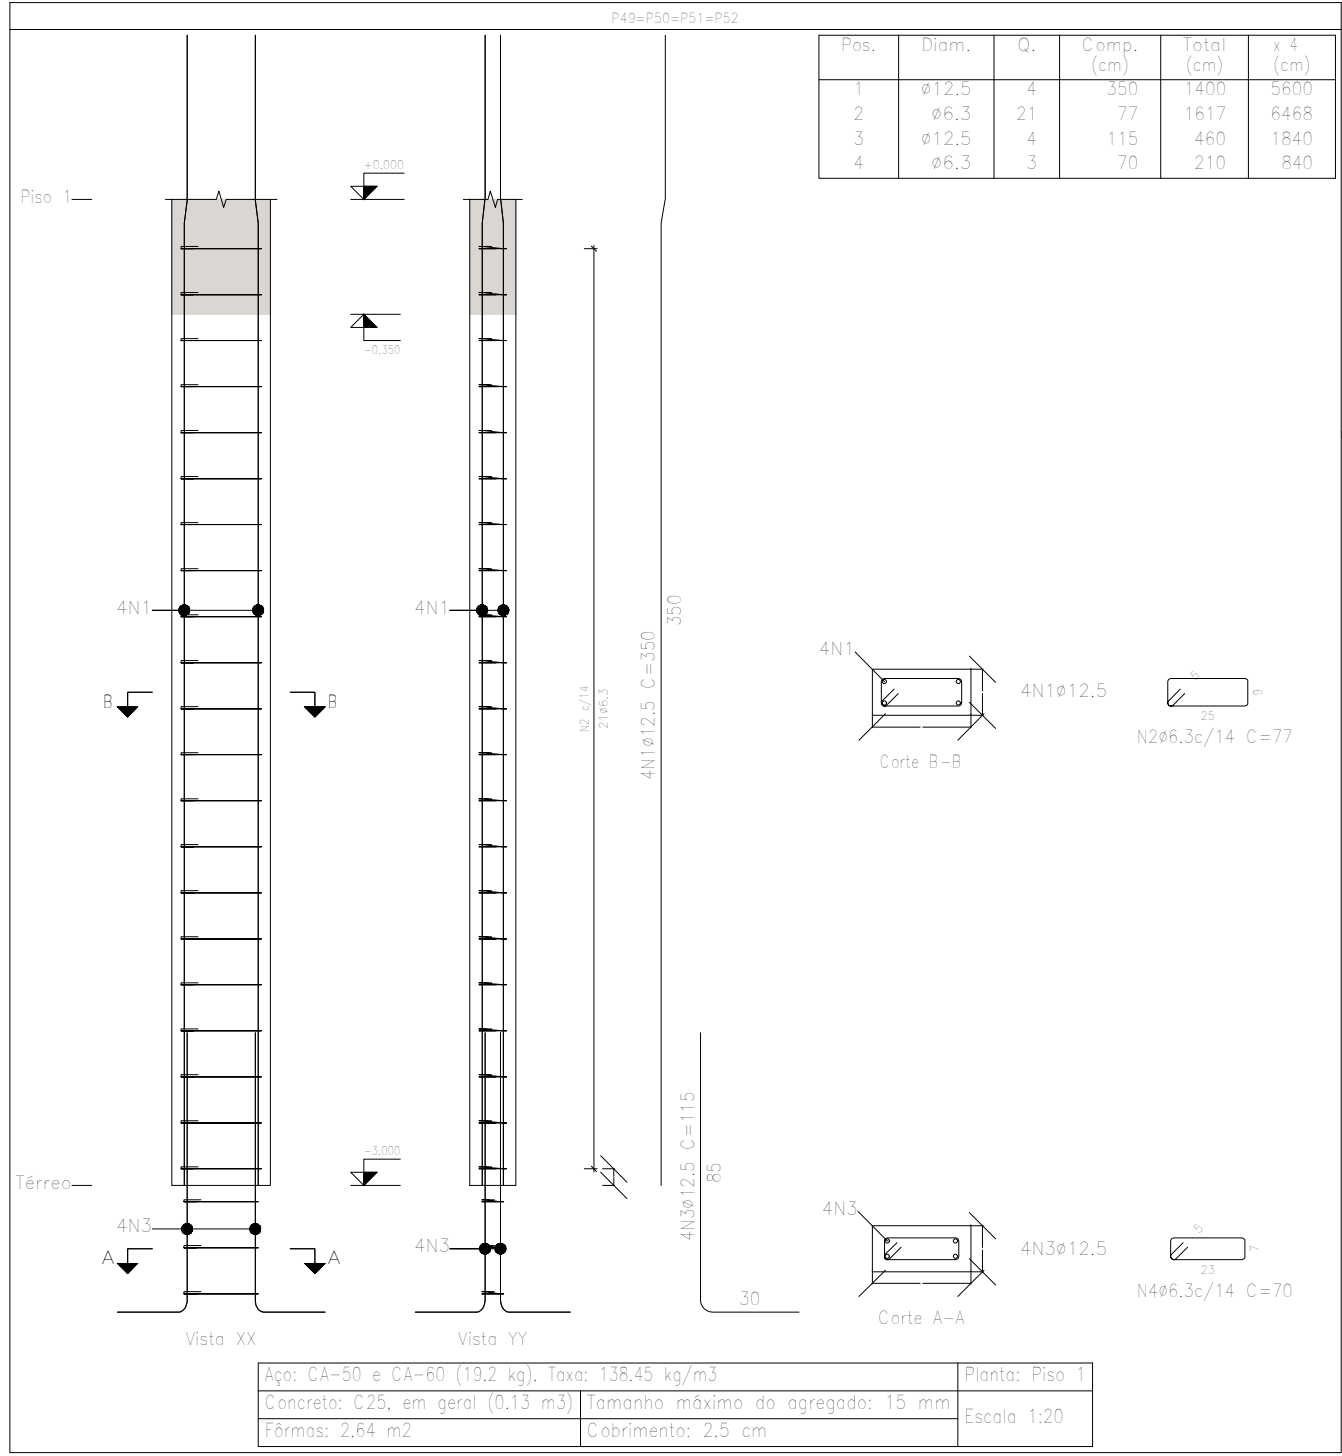 P49=P50=P51=P52
Pos. Diam. Q. Comp. (cm) Total (cm) x 4 (cm)
1 ø12.5 4 350 1400 5600
2 ø6.3 21 77 1617 6468
3 ø12.5 4 115 460 1840
4 ø6.3 3 70 210 840
+0.000
Piso 1
-0.350
4N1
4N1
B
B
N2 c/14
21ø6.3
4N1ø12.5 C=350
350
4N1
4N1ø12.5
Corte B-B
5
9
25
N2ø6.3c/14 C=77
-3.000
Térreo
4N3
4N3
A
A
4N3ø12.5 C=115
85
30
4N3
4N3ø12.5
Corte A-A
5
7
23
N4ø6.3c/14 C=70
Vista XX
Vista YY
Aço: CA-50 e CA-60 (19.2 kg). Taxa: 138.45 kg/m3
Planta: Piso 1
Concreto: C25, em geral (0.13 m3)
Tamanho máximo do agregado: 15 mm
Escala 1:20
Fôrmas: 2.64 m2
Cobrimento: 2.5 cm